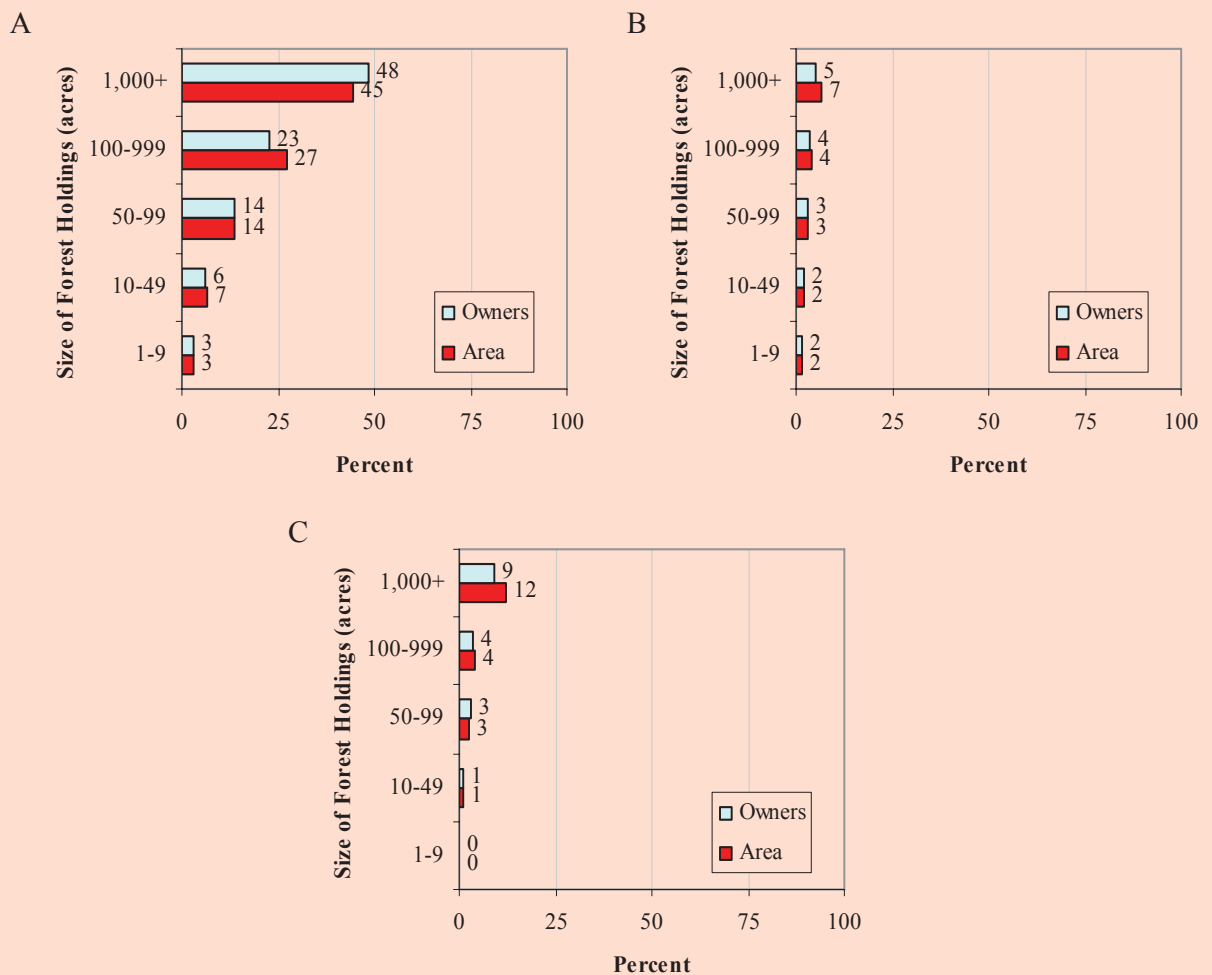 A
Size of Forest Holdings (acres)
1,000+
48
45
100-999
23
27
50-99
14
14
10-49
6
7
1-9
3
3
Owners
Area
0 25 50 75 100
Percent
B
Size of Forest Holdings (acres)
1,000+
5
7
100-999
4
4
50-99
3
3
10-49
2
2
1-9
2
2
Owners
Area
0 25 50 75 100
Percent
C
Size of Forest Holdings (acres)
1,000+
9
12
100-999
4
4
50-99
3
3
10-49
1
1
1-9
0
0
Owners
Area
0 25 50 75 100
Percent